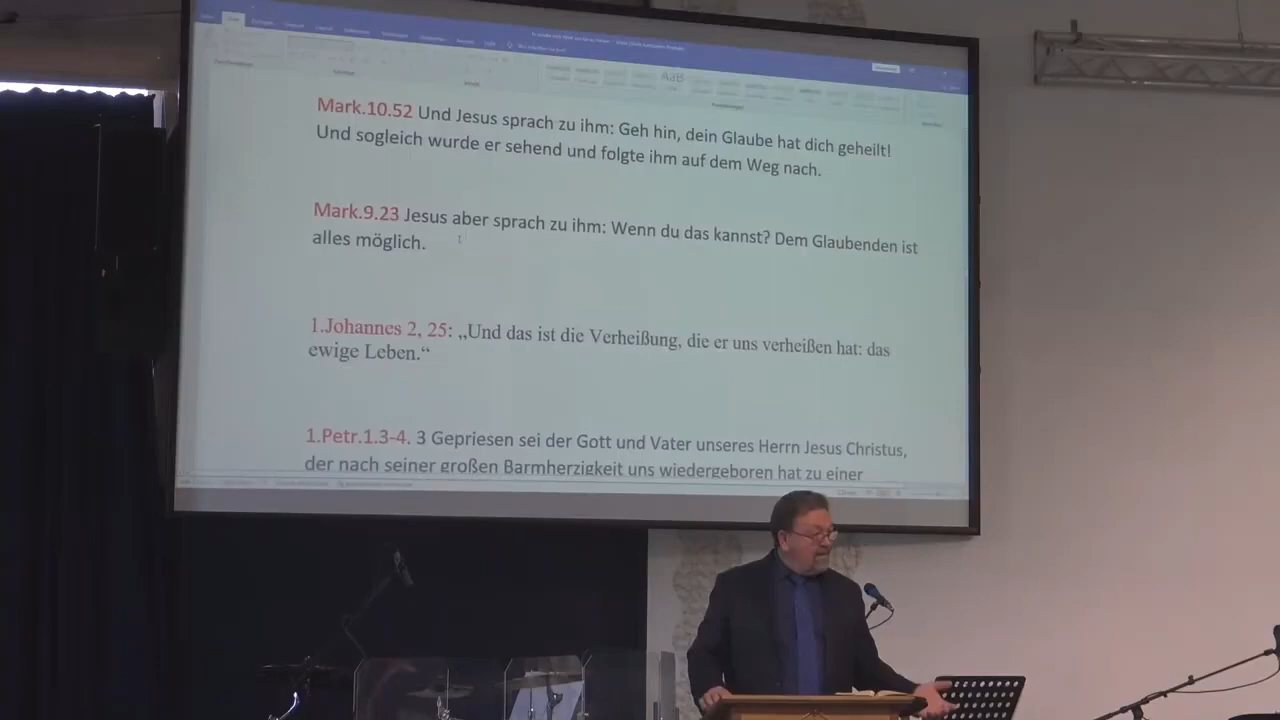 AaB
Mark.10.52 Und Jesus sprach zu ihm: Geh hin, dein Glaube hat dich geheilt!
Und sogleich wurde er sehend und folgte ihm auf dem Weg nach.
Mark.9.23 Jesus aber sprach zu ihm: Wenn du das kannst? Dem Glaubenden ist
alles möglich.
1.Johannes 2, 25: „Und das ist die Verheißung, die er uns verheißen hat: das
ewige Leben.“
1.Petr.1.3-4. 3 Gepriesen sei der Gott und Vater unseres Herrn Jesus Christus,
der nach seiner großen Barmherzigkeit uns wiedergeboren hat zu einer